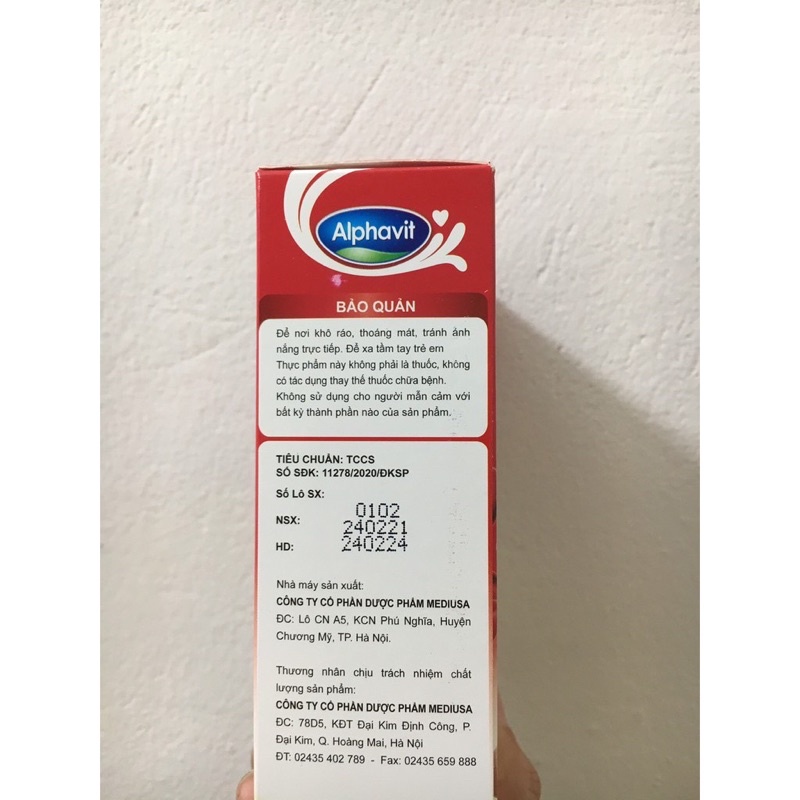 Alphavit
BẢO QUẢN
Để nơi khô ráo, thoáng mát, tránh ảnh
nắng trực tiếp. Để xa tầm tay trẻ em
Thực phẩm này không phải là thuốc, không
có tác dụng thay thế thuốc chữa bệnh.
Không sử dụng cho người mẫn cảm với
bất kỳ thành phần nào của sản phẩm.
TIÊU CHUẨN: TCCS
SỐ SĐK: 11278/2020/ĐKSP
Số Lô SX: 0102
NSX: 240221
HD: 240224
Nhà máy sản xuất:
CÔNG TY CỔ PHẦN DƯỢC PHẨM MEDIUSA
ĐC: Lô CN A5, KCN Phú Nghĩa, Huyện
Chương Mỹ, TP. Hà Nội.
Thương nhân chịu trách nhiệm chất
lượng sản phẩm:
CÔNG TY CỔ PHẦN DƯỢC PHẨM MEDIUSA
ĐC: 78D5, KĐT Đại Kim Định Công, P.
Đại Kim, Q. Hoàng Mai, Hà Nội
ĐT: 02435 402 789 - Fax: 02435 659 888